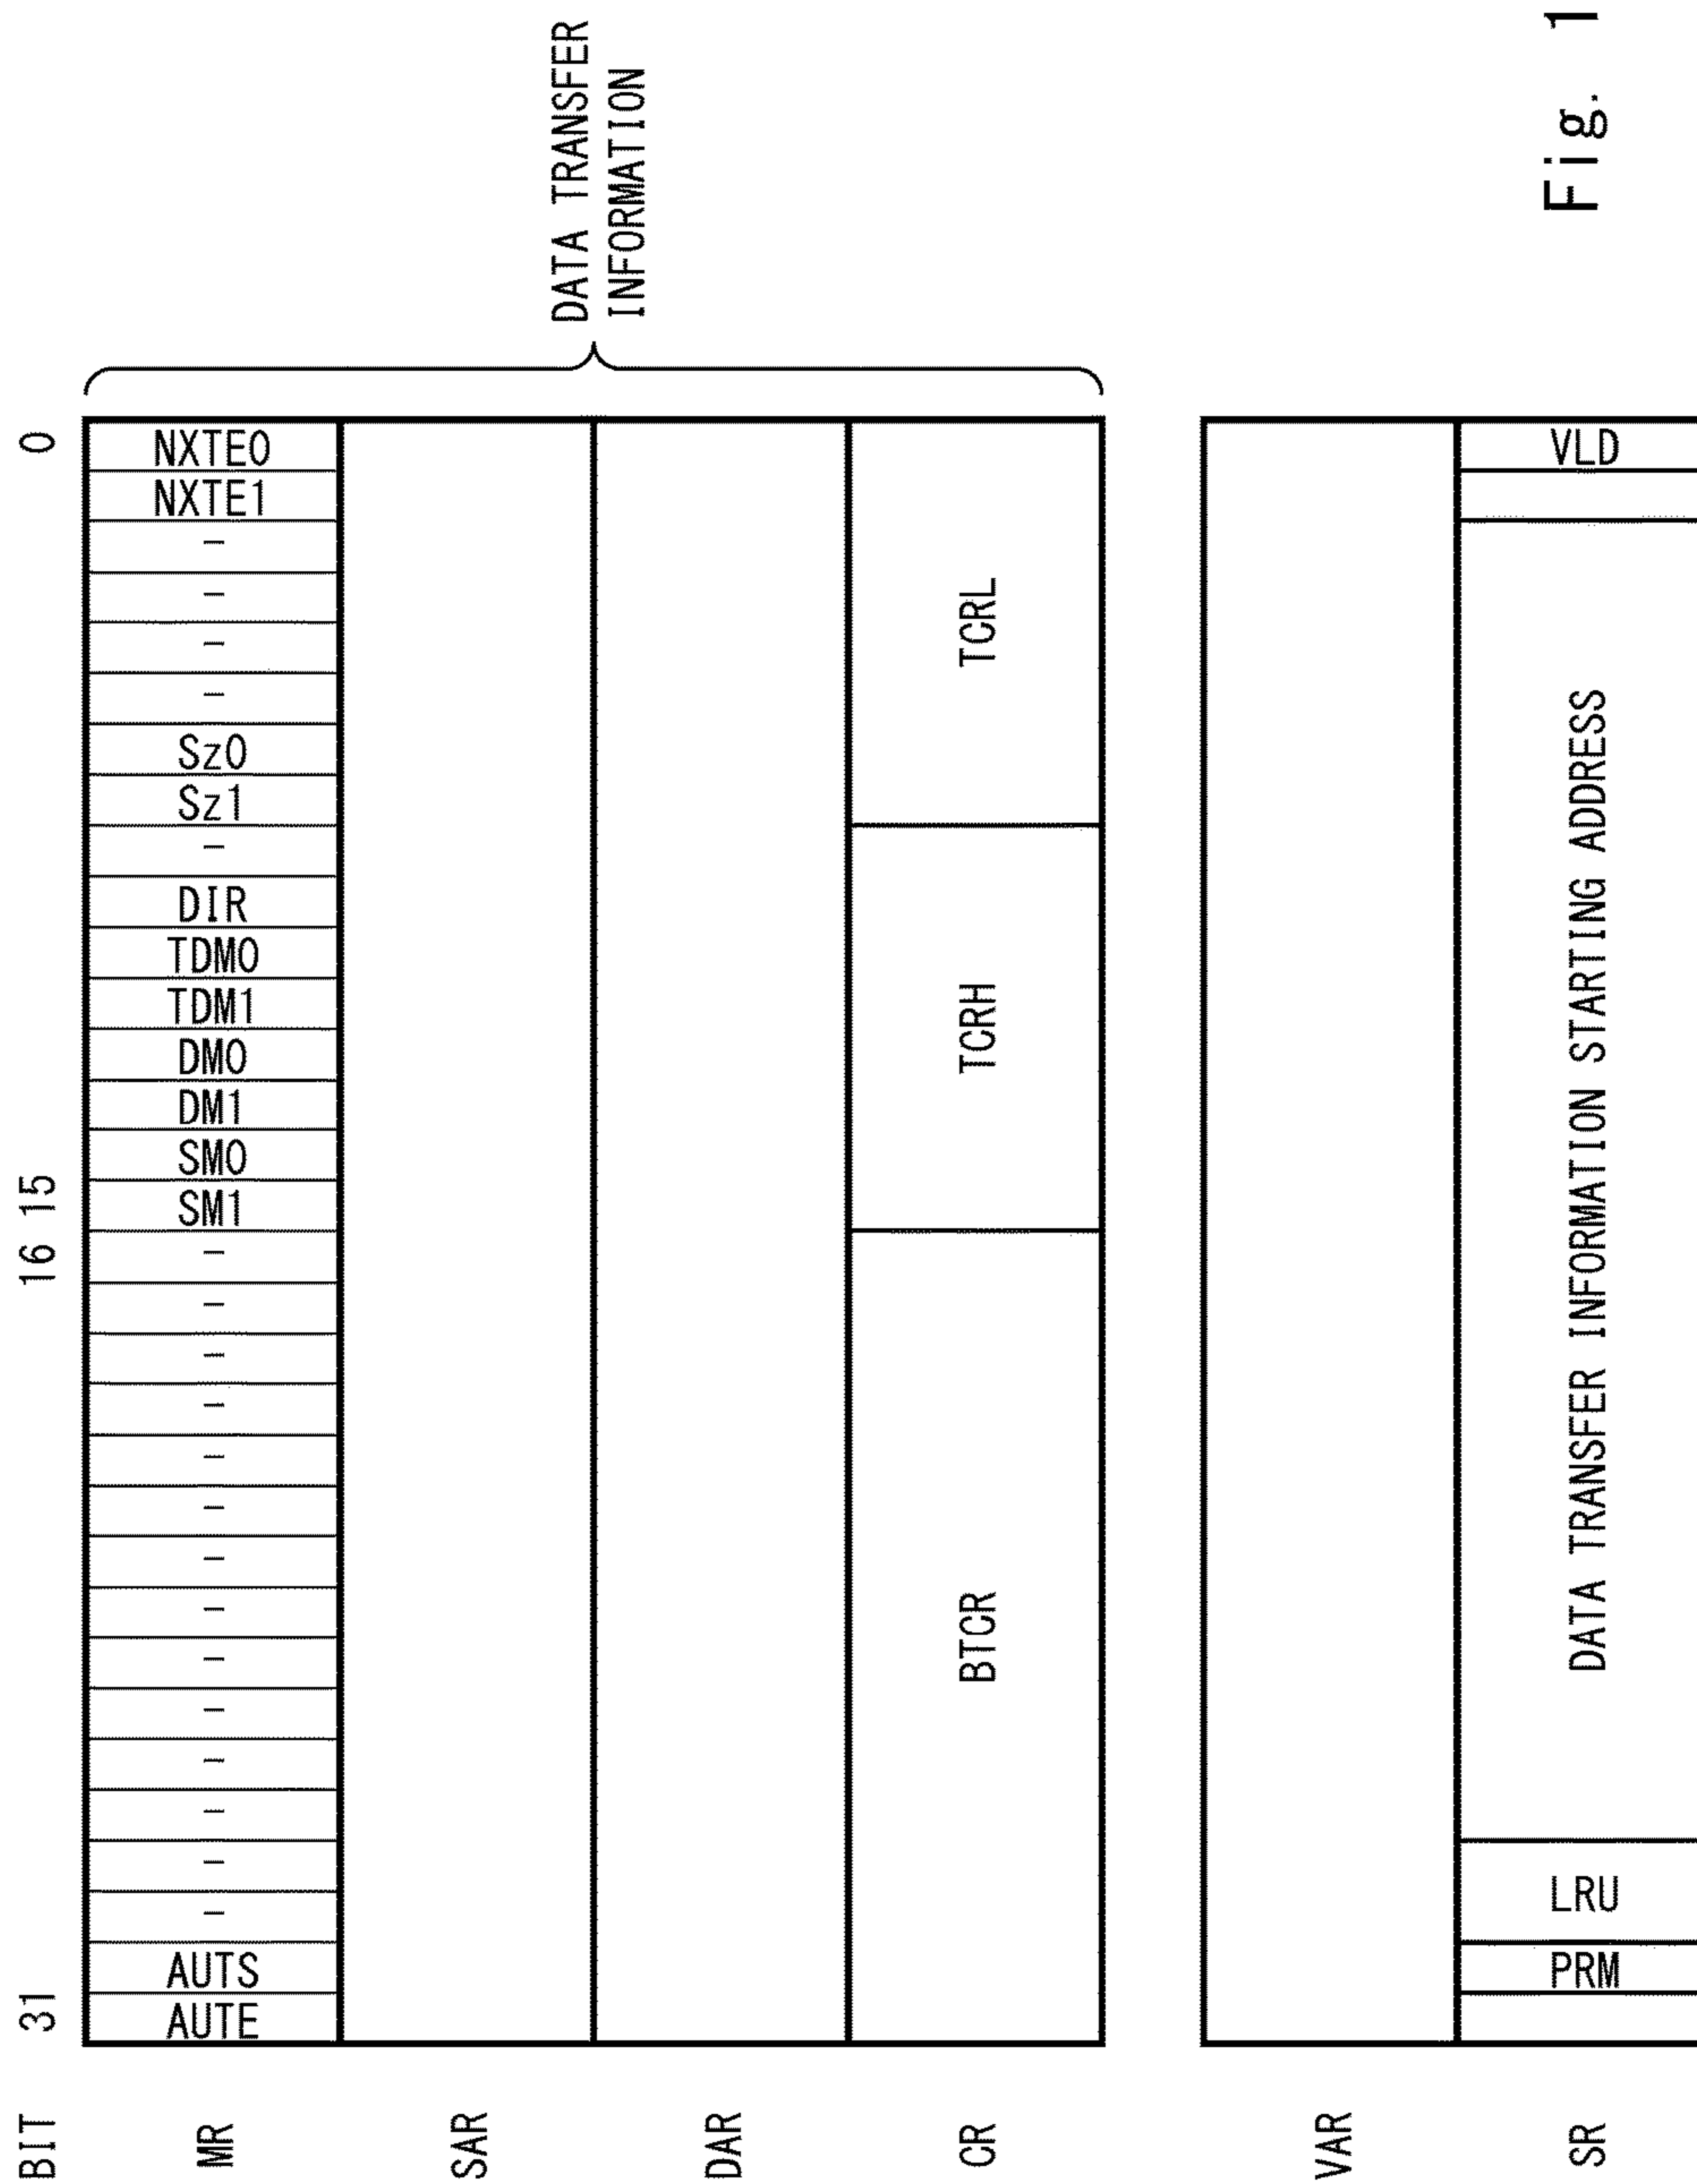 BIT 31 16 15 0
MR AUTE AUTS - - - - - - - - - - - - - - SM1 SM0 DM1 DM0 TDM1 TDM0 DIR - Sz1 Sz0 - - - - NXTE1 NXTE0
SAR
DAR
DATA TRANSFER
INFORMATION
CR BTCR TCRH TCRL
VAR
SR PRM LRU DATA TRANSFER INFORMATION STARTING ADDRESS VLD
Fig. 1